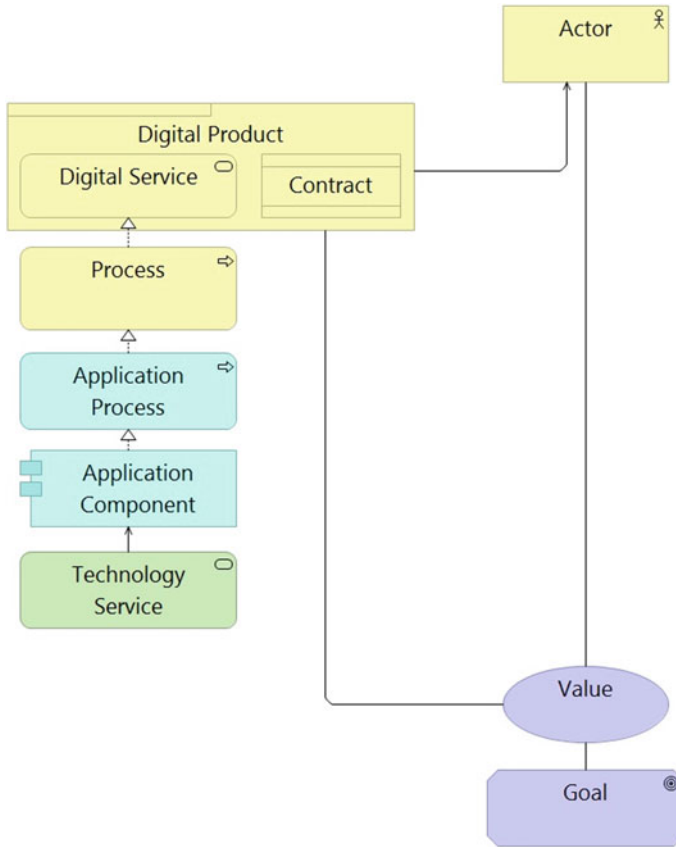 Actor
Digital Product
Digital Service
Contract
Process
Application
Process
Application
Component
Technology
Service
Value
Goal